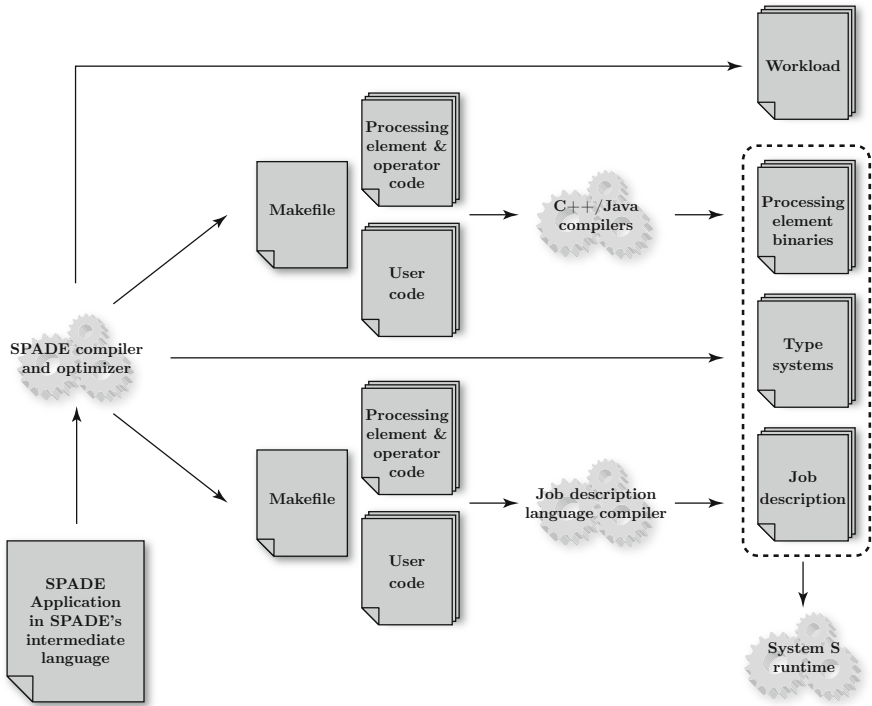 Workload
Processing
element &
operator
code
Makefile
User
code
C++/Java
compilers
Processing
element
binaries
SPADE compiler
and optimizer
Type
systems
Processing
element &
operator
code
Makefile
User
code
Job description
language compiler
Job
description
SPADE
Application
in SPADE's
intermediate
language
System S
runtime